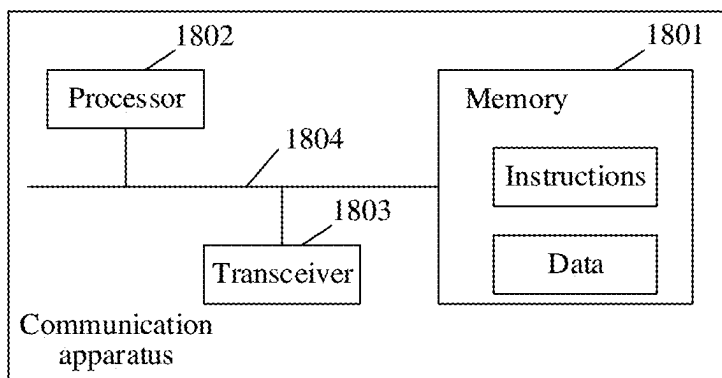 1802
1801
Processor
Memory
1804
Instructions
1803
Transceiver
Data
Communication
apparatus